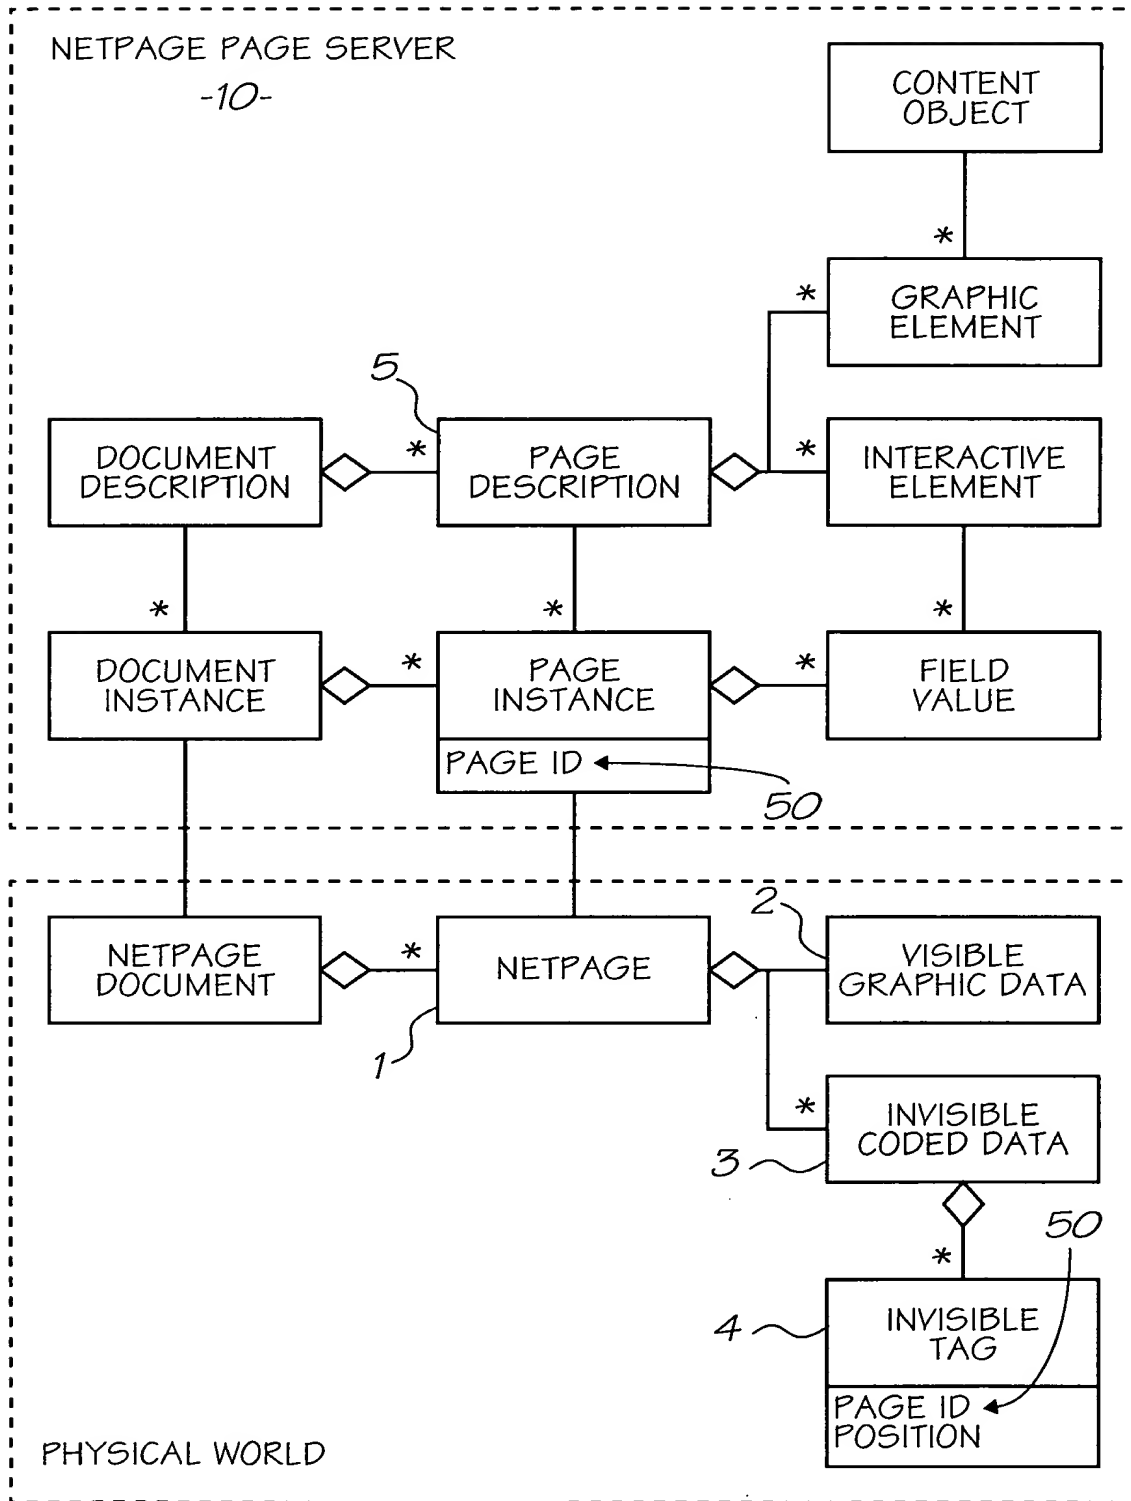 NETPAGE PAGE SERVER
-10-
CONTENT
OBJECT
*
*
GRAPHIC
ELEMENT
5
DOCUMENT
DESCRIPTION
*
PAGE
DESCRIPTION
*
INTERACTIVE
ELEMENT
*
*
*
DOCUMENT
INSTANCE
*
PAGE
INSTANCE
*
FIELD
VALUE
PAGE ID
50
NETPAGE
DOCUMENT
*
NETPAGE
2
VISIBLE
GRAPHIC DATA
1
*
INVISIBLE
CODED DATA
3
50
*
4
INVISIBLE
TAG
PAGE ID
POSITION
PHYSICAL WORLD